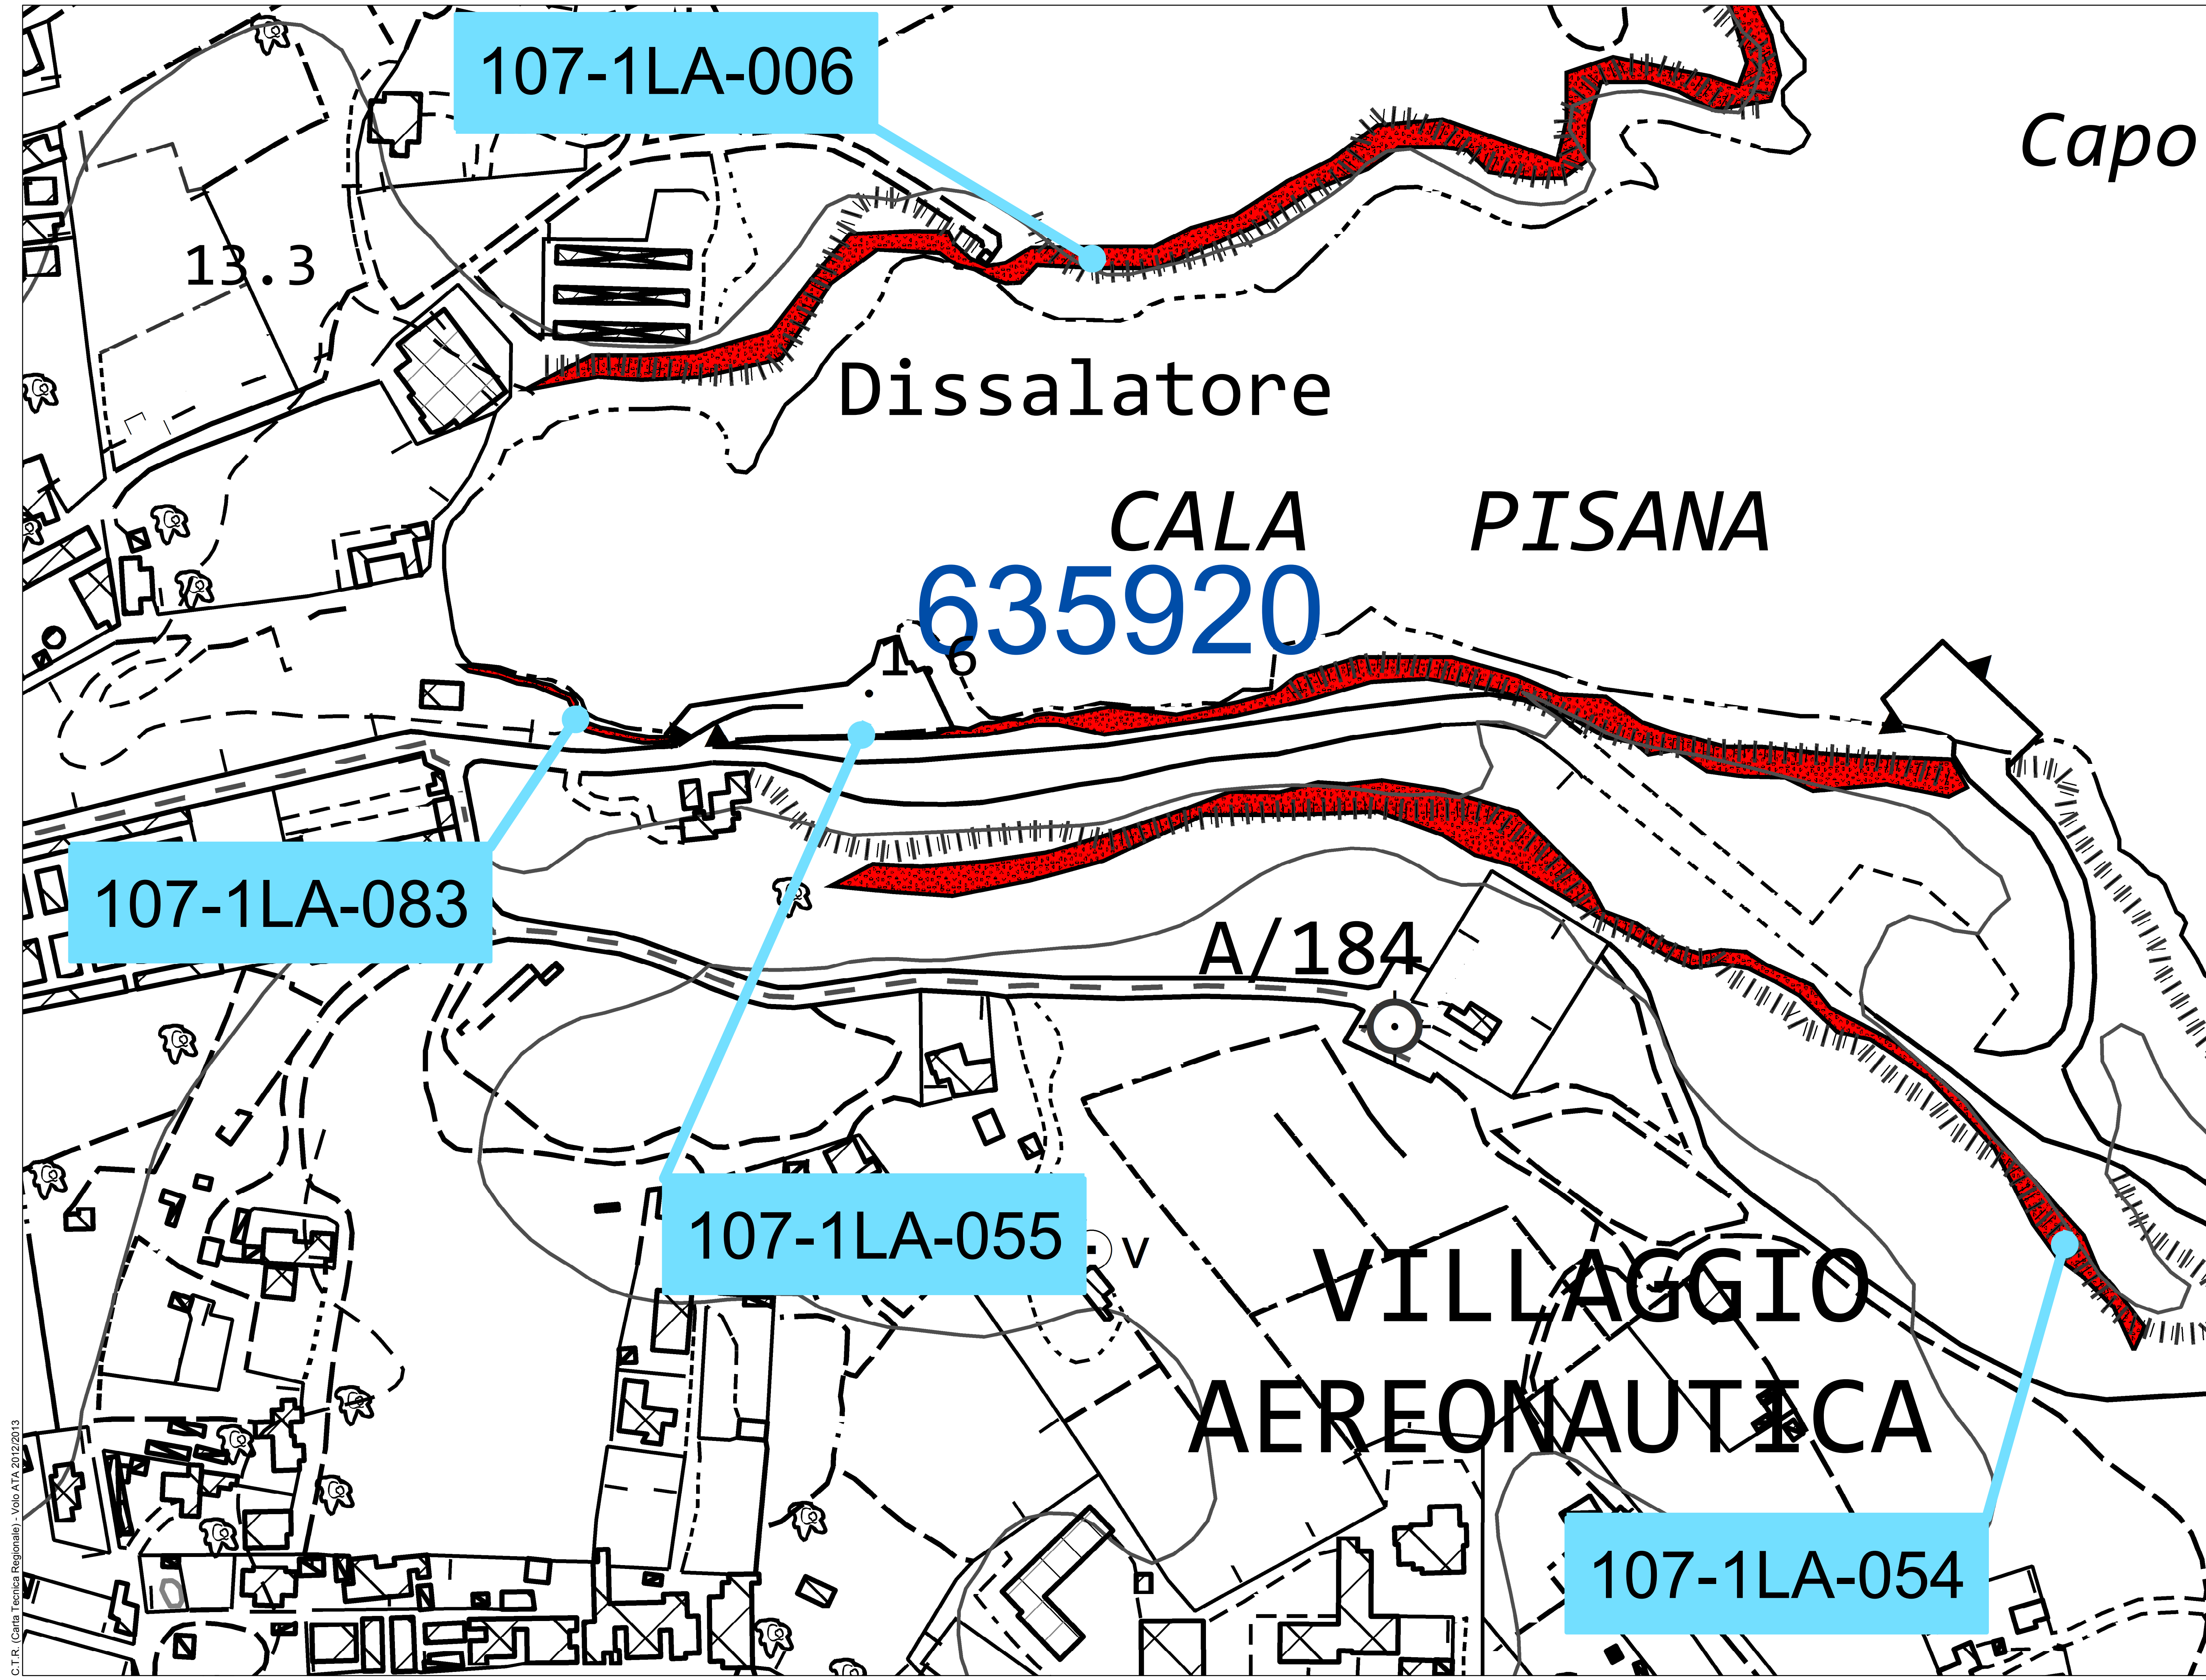 107-1LA-006
Capo
13.3
Dissalatore
CALA PISANA
635920
1.6
107-1LA-083
A/184
107-1LA-055
V
VILLAGGIO
AEREONAUTICA
107-1LA-054
C.T.R. (Carta Tecnica Regionale) - Volo ATA 2012/2013